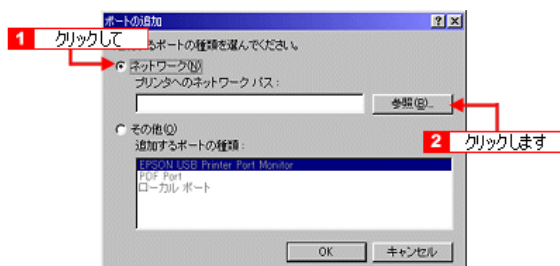 ポートの追加
1 クリックして
するポートの種類を選んでください。
ネットワーク(N)
プリンタへのネットワーク パス:
参照(B)...
その他(O)
2 クリックします
追加するポートの種類:
EPSON USB Printer Port Monitor
PDF Port
ローカル ポート
OK
キャンセル